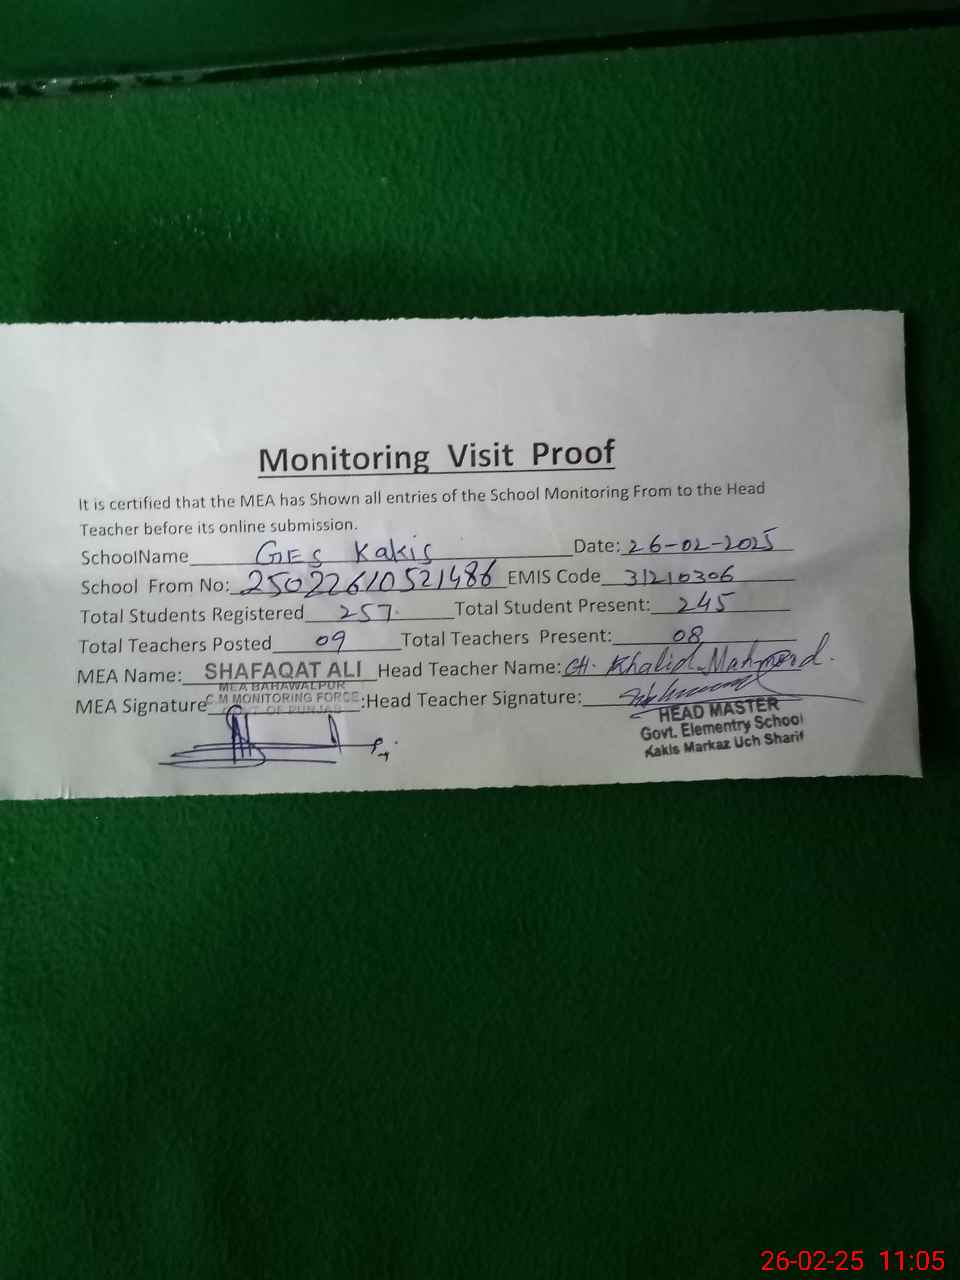 Monitoring Visit Proof
It is certified that the MEA has Shown all entries of the School Monitoring From to the Head
Teacher before its online submission.
SchoolName GES Kakis Date: 26-02-2025
School From No: 25022610521486 EMIS Code 31210306
Total Students Registered 257. Total Student Present: 245
Total Teachers Posted 09 Total Teachers Present: 08
MEA Name: SHAFAQAT ALI Head Teacher Name: CH. Khalid Mahmood.
MEA BAHAWALPUR
MEA Signature C.M MONITORING FORCE :Head Teacher Signature:
GOVT OF PUNJAB
HEAD MASTER
Govt. Elementry School
Kakis Markaz Uch Sharif
26-02-25 11:05